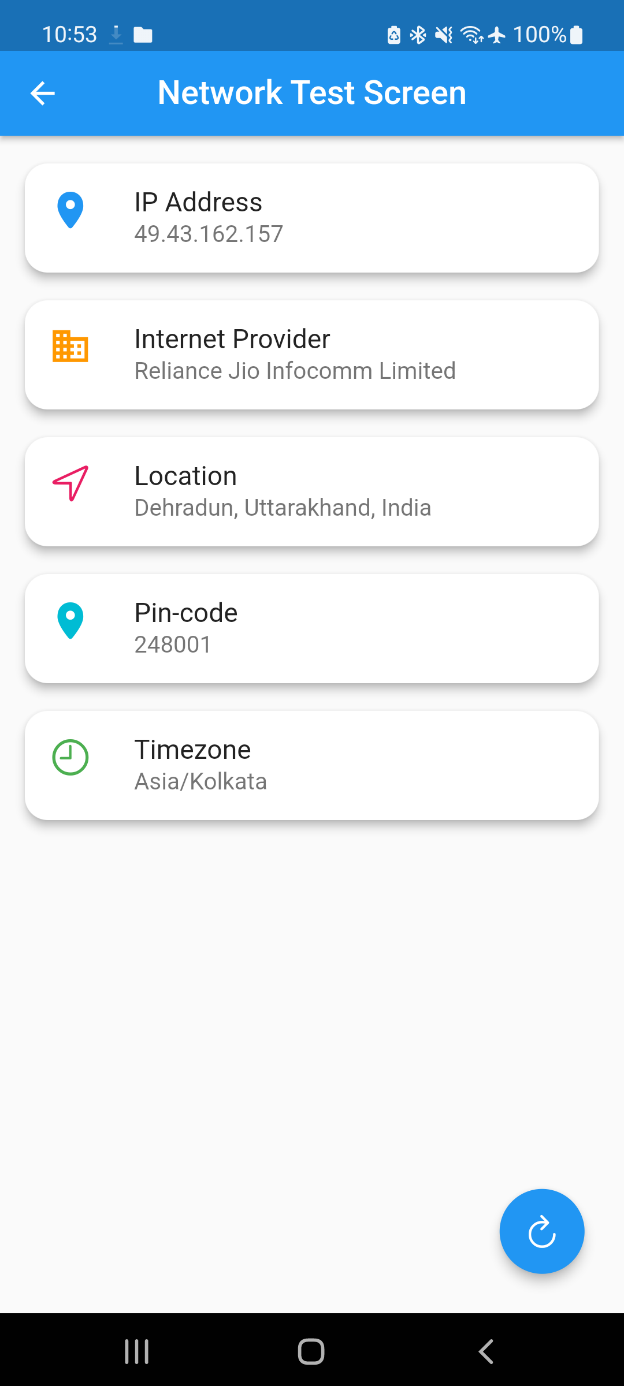 10:53 100%
Network Test Screen
IP Address
49.43.162.157
Internet Provider
Reliance Jio Infocomm Limited
Location
Dehradun, Uttarakhand, India
Pin-code
248001
Timezone
Asia/Kolkata